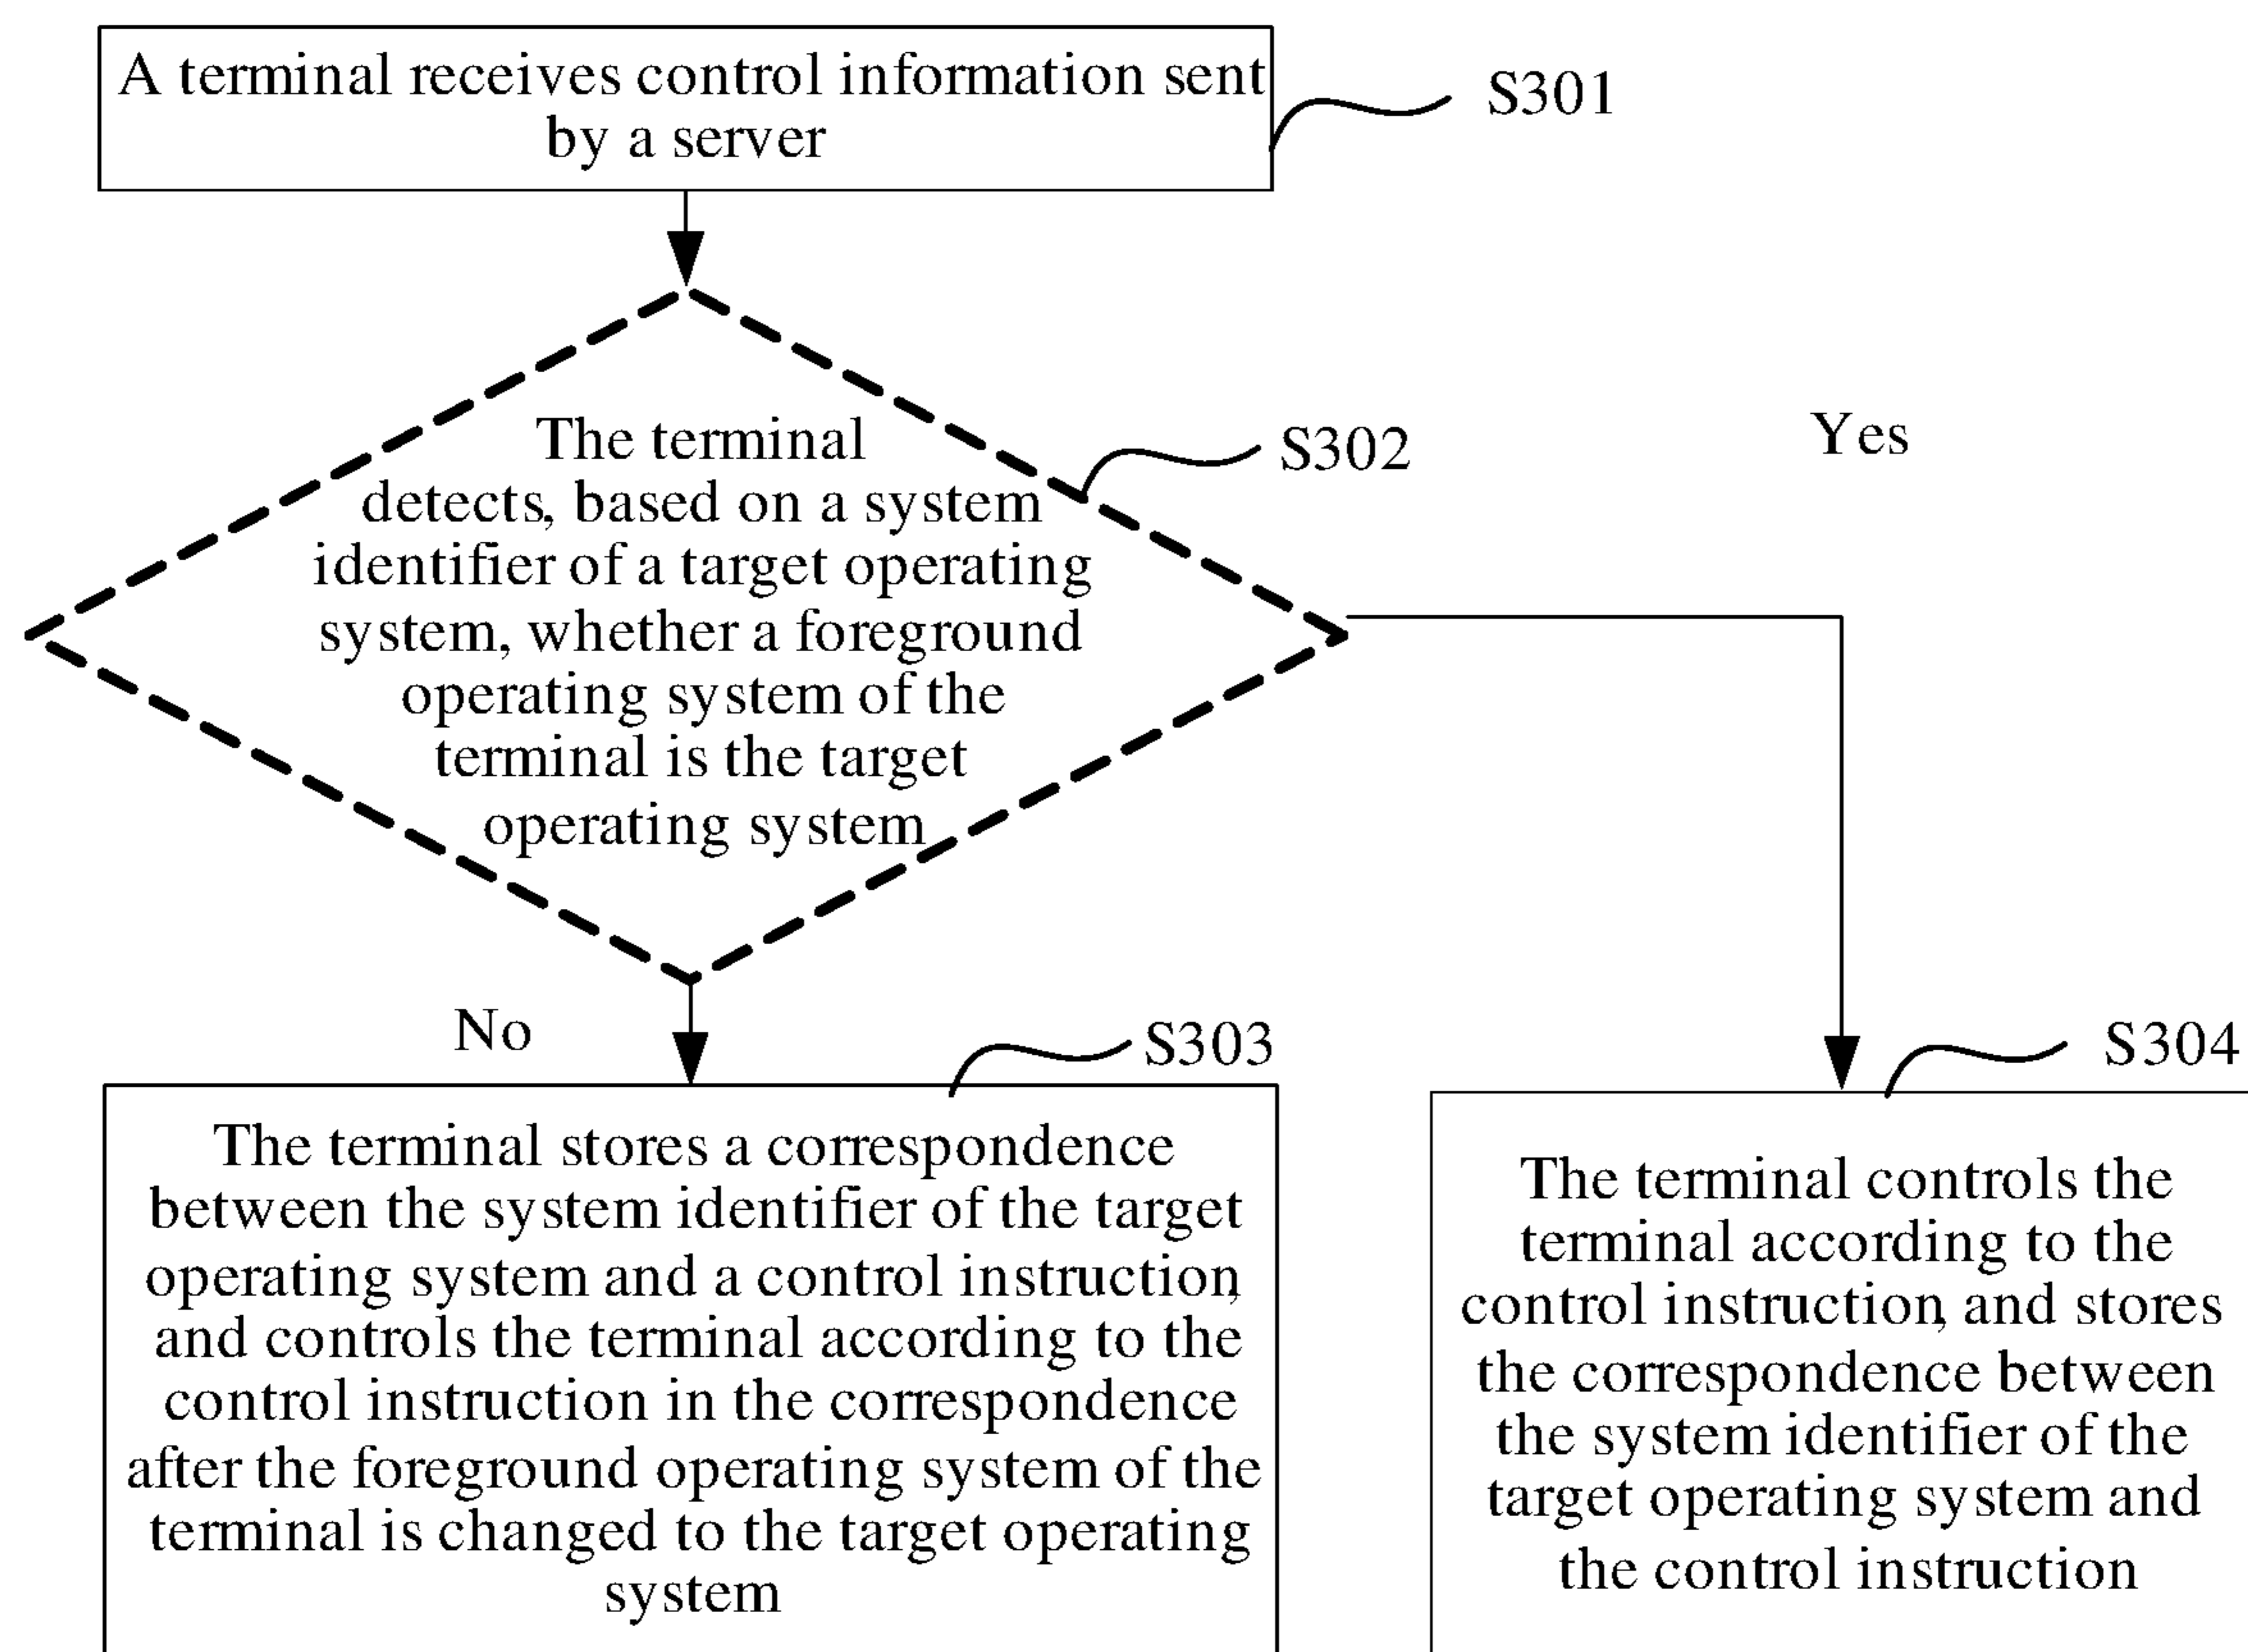 A terminal receives control information sent
by a server
S301
The terminal
detects, based on a system
identifier of a target operating
system, whether a foreground
operating system of the
terminal is the target
operating system
S302
Yes
No
S303
The terminal stores a correspondence
between the system identifier of the target
operating system and a control instruction,
and controls the terminal according to the
control instruction in the correspondence
after the foreground operating system of the
terminal is changed to the target operating
system
S304
The terminal controls the
terminal according to the
control instruction, and stores
the correspondence between
the system identifier of the
target operating system and
the control instruction